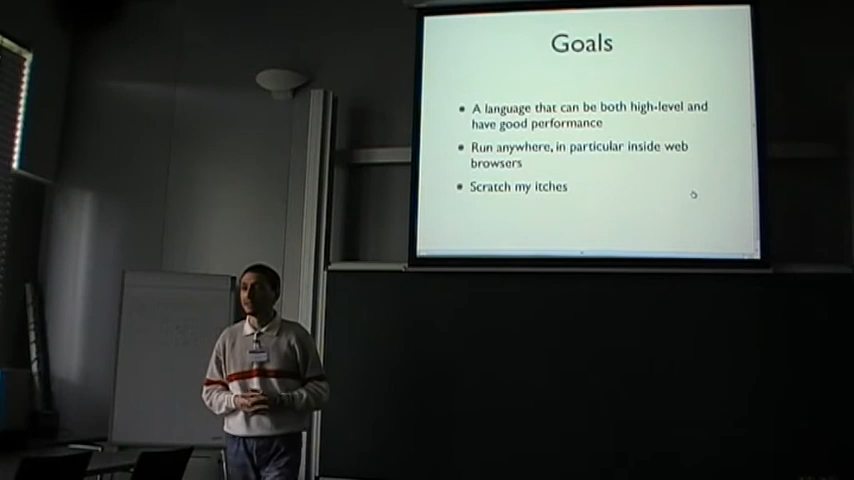 Goals
• A language that can be both high-level and
have good performance
• Run anywhere, in particular inside web
browsers
• Scratch my itches